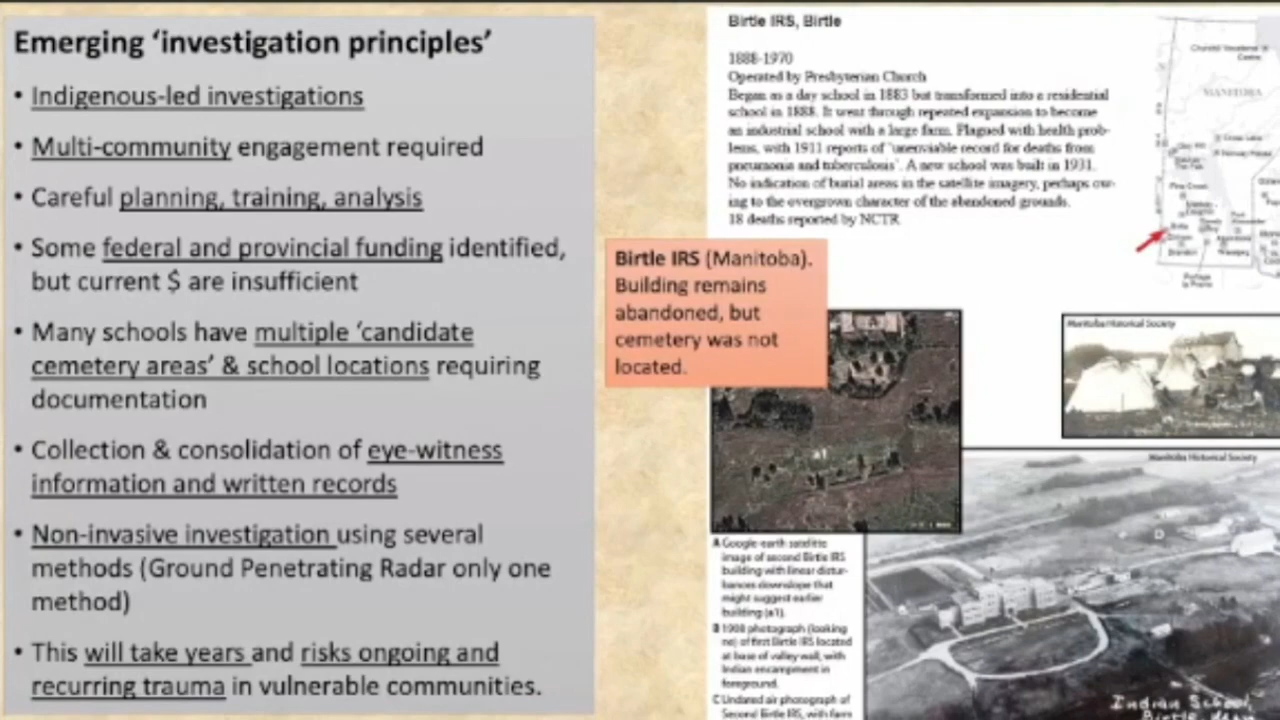 Emerging ‘investigation principles’
• Indigenous-led investigations
• Multi-community engagement required
• Careful planning, training, analysis
• Some federal and provincial funding identified,
but current $ are insufficient
• Many schools have multiple ‘candidate
cemetery areas’ & school locations requiring
documentation
• Collection & consolidation of eye-witness
information and written records
• Non-invasive investigation using several
methods (Ground Penetrating Radar only one
method)
• This will take years and risks ongoing and
recurring trauma in vulnerable communities.
Birtle IRS, Birtle
1888-1970
Operated by Presbyterian Church
Began as a day school in 1883 but transformed into a residential
school in 1888. It went through repeated expansion to become
an industrial school with a large farm. Plagued with health prob-
lems, with 1911 reports of ‘unenviable record for deaths from
pneumonia and tuberculosis’. A new school was built in 1931.
No indication of burial areas in the satellite imagery, perhaps ow-
ing to the overgrown character of the abandoned grounds.
18 deaths reported by NCTR
Birtle IRS (Manitoba).
Building remains
abandoned, but
cemetery was not
located.
MANITOBA
Manitoba Historical Society
Manitoba Historical Society
A Google-earth satellite
image of second Birtle IRS
building with linear distur-
bances downslope that
might suggest earlier
building (a1).
B 1908 photograph (looking
ne) of first Birtle IRS located
at base of valley wall, with
Indian encampment in
foreground.
C Undated air photograph of
Second Birtle IRS, with farm
Indian School,